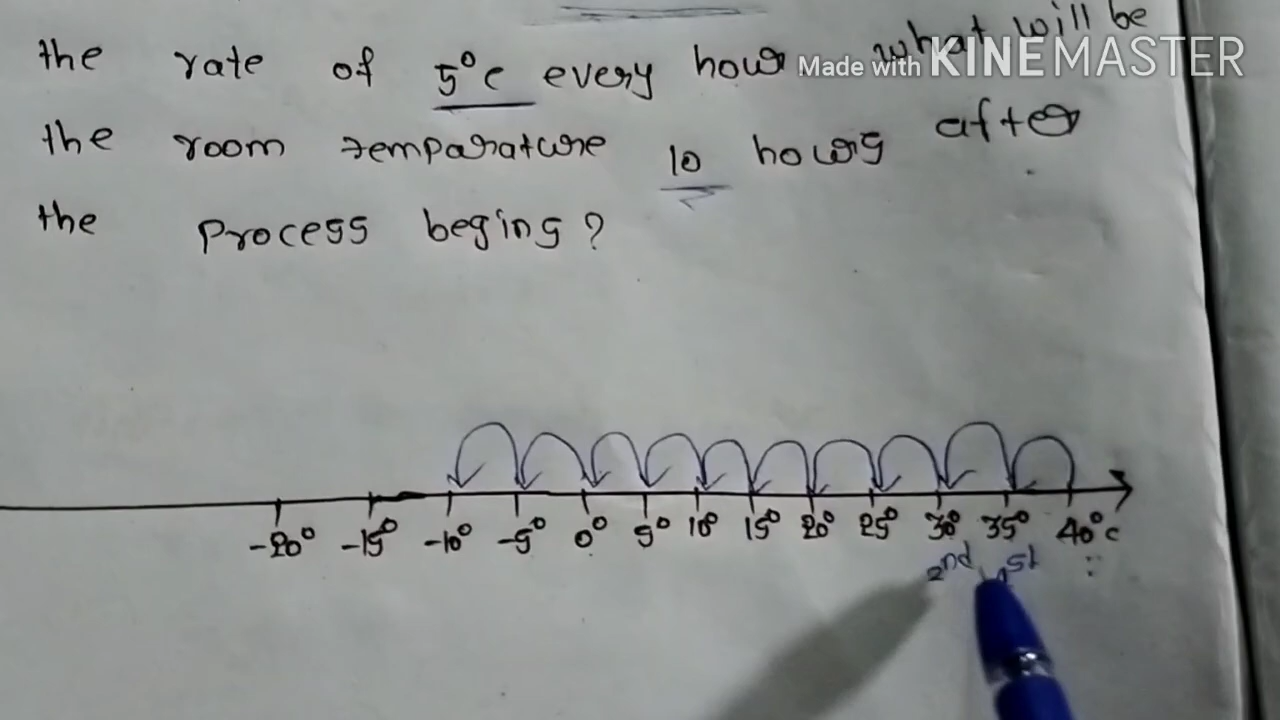 the rate of 5°c every hour what will be
Made with KINEMASTER
the room temparature 10 hours after
the process begins?
-20° -15° -10° -5° 0° 5° 10° 15° 20° 25° 30° 35° 40°c
2nd 1st